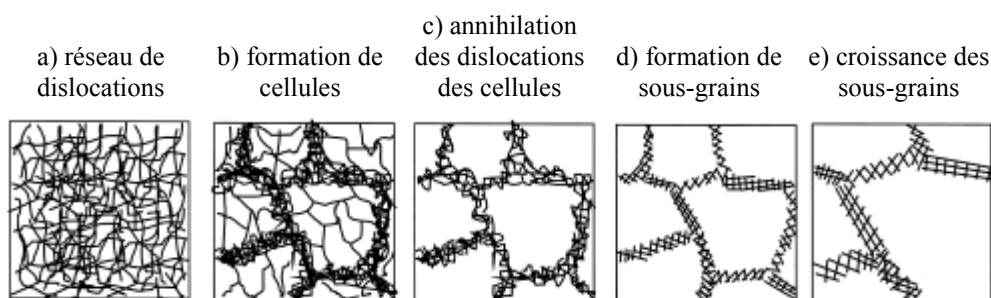 a) réseau de
dislocations
b) formation de
cellules
c) annihilation
des dislocations
des cellules
d) formation de
sous-grains
e) croissance des
sous-grains